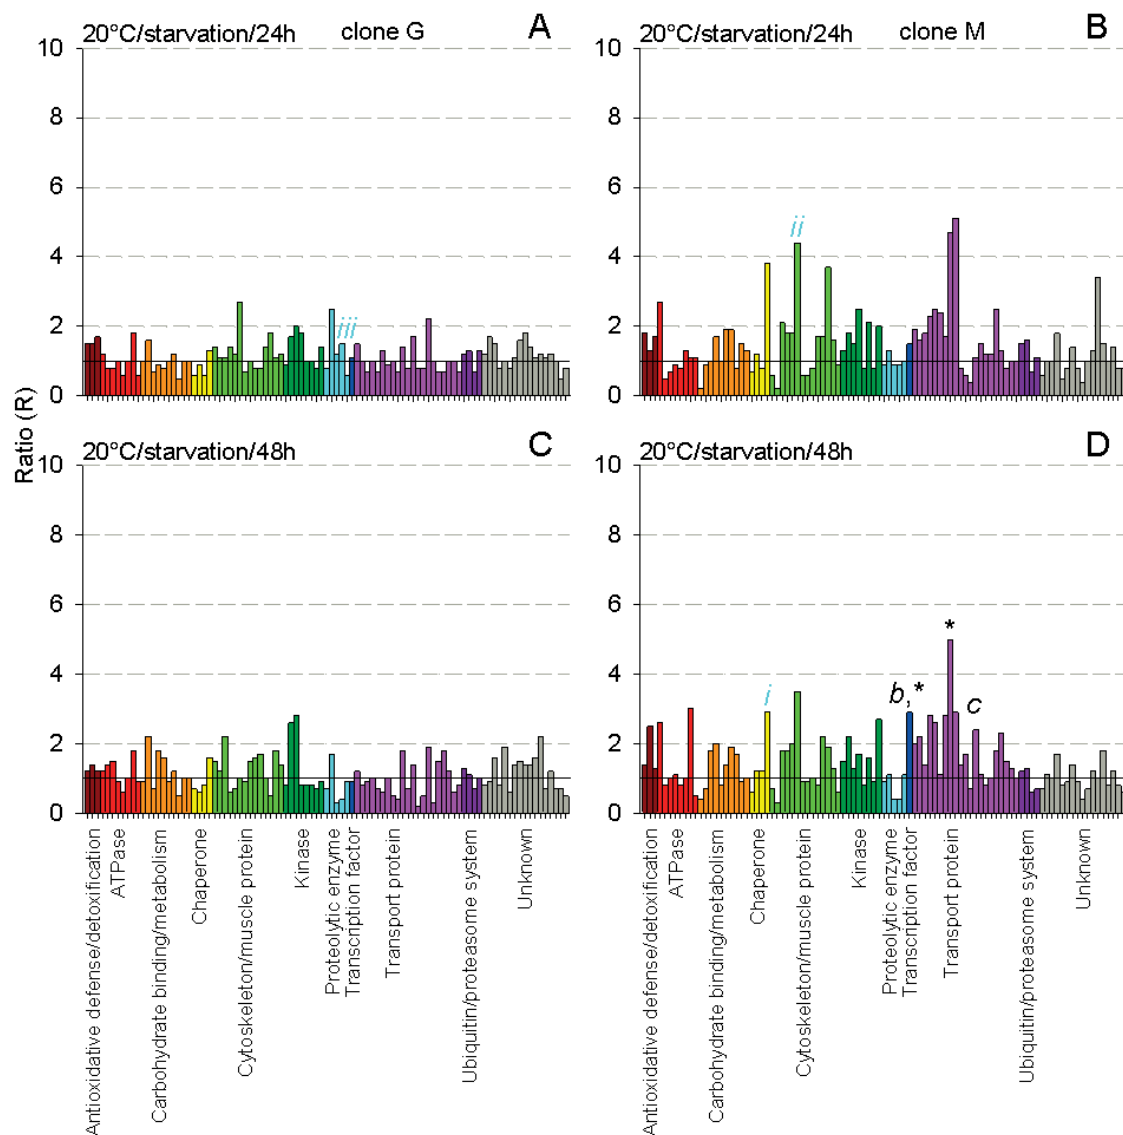 20°C/starvation/24h clone G A
20°C/starvation/24h clone M B
10
8
6
4
2
0
iii
10
8
6
4
2
0
ii
Ratio (R)
20°C/starvation/48h C
20°C/starvation/48h D
10
8
6
4
2
0
10
8
6
4
2
0
i
b,*
*
c
Antioxidative defense/detoxification
ATPase
Carbohydrate binding/metabolism
Chaperone
Cytoskeleton/muscle protein
Kinase
Proteolytic enzyme
Transcription factor
Transport protein
Ubiquitin/proteasome system
Unknown
Antioxidative defense/detoxification
ATPase
Carbohydrate binding/metabolism
Chaperone
Cytoskeleton/muscle protein
Kinase
Proteolytic enzyme
Transcription factor
Transport protein
Ubiquitin/proteasome system
Unknown